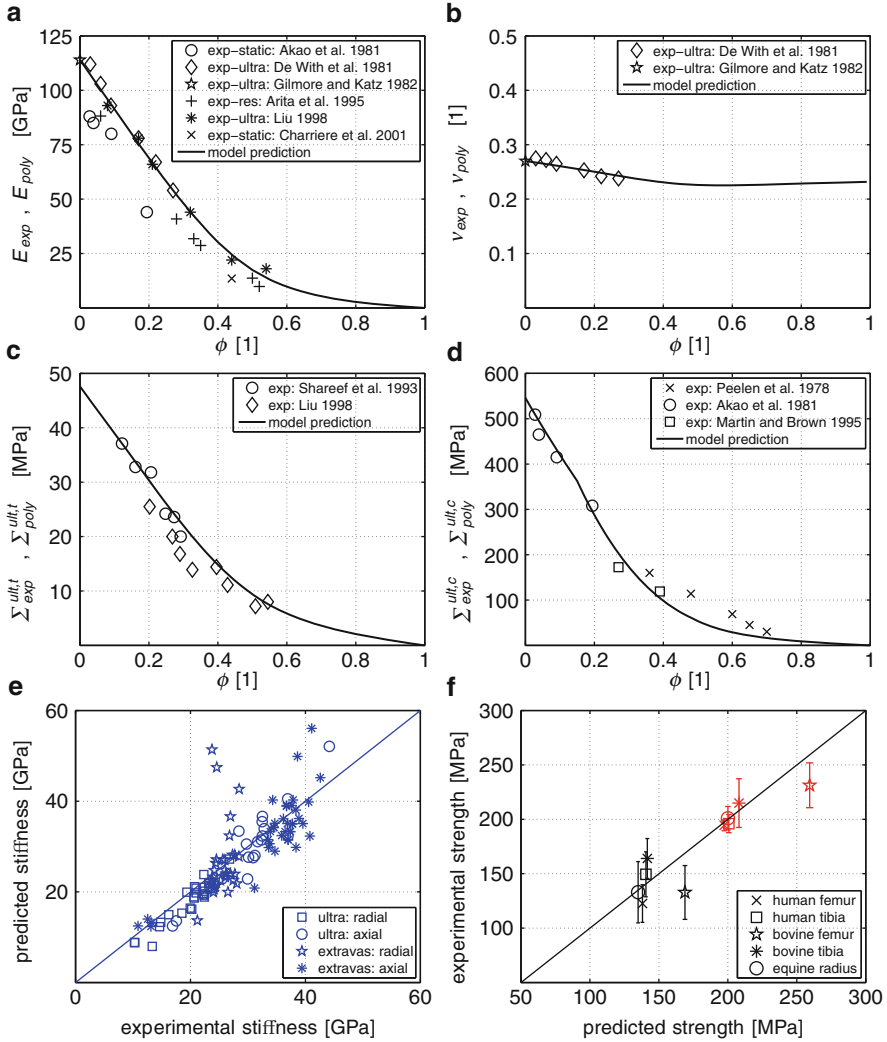 a
125
100
75
50
25
E_exp , E_poly [GPa]
exp-static: Akao et al. 1981
exp-ultra: De With et al. 1981
exp-ultra: Gilmore and Katz 1982
exp-res: Arita et al. 1995
exp-ultra: Liu 1998
exp-static: Charriere et al. 2001
model prediction
0 0.2 0.4 0.6 0.8 1
ϕ [1]
b
0.5
0.4
0.3
0.2
0.1
ν_exp , ν_poly [1]
exp-ultra: De With et al. 1981
exp-ultra: Gilmore and Katz 1982
model prediction
0 0.2 0.4 0.6 0.8 1
ϕ [1]
c
50
40
30
20
10
Σ_exp^ult,t , Σ_poly^ult,t [MPa]
exp: Shareef et al. 1993
exp: Liu 1998
model prediction
0 0.2 0.4 0.6 0.8 1
ϕ [1]
d
600
500
400
300
200
100
Σ_exp^ult,c , Σ_poly^ult,c [MPa]
exp: Peelen et al. 1978
exp: Akao et al. 1981
exp: Martin and Brown 1995
model prediction
0 0.2 0.4 0.6 0.8 1
ϕ [1]
e
60
40
20
predicted stiffness [GPa]
ultra: radial
ultra: axial
extravas: radial
extravas: axial
0 20 40 60
experimental stiffness [GPa]
f
300
250
200
150
100
experimental strength [MPa]
human femur
human tibia
bovine femur
bovine tibia
equine radius
50 100 150 200 250 300
predicted strength [MPa]